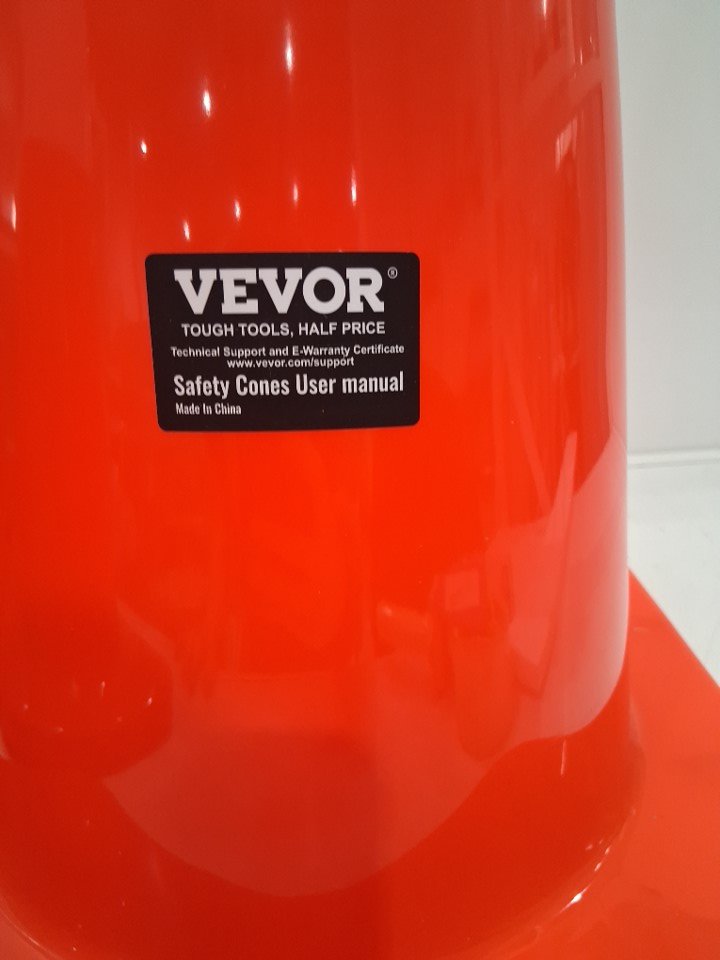 VEVOR®
TOUGH TOOLS, HALF PRICE
Technical Support and E-Warranty Certificate
www.vevor.com/support
Safety Cones User manual
Made In China